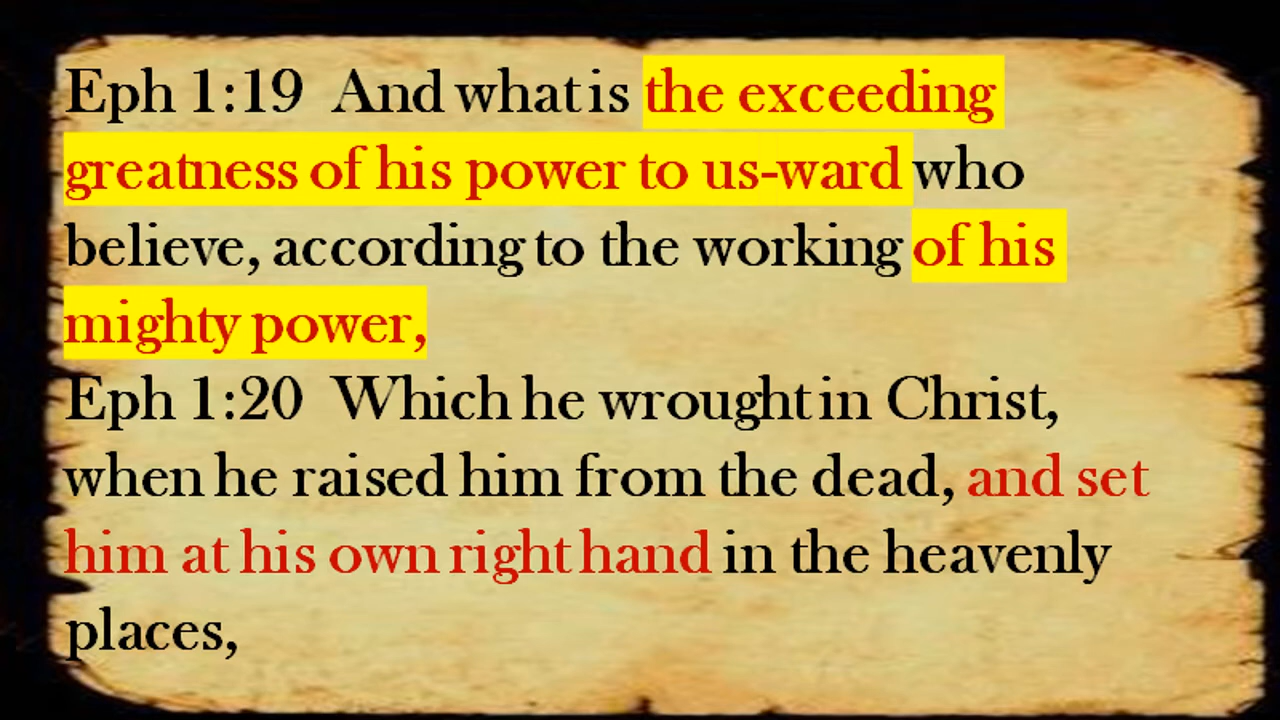 Eph 1:19 And what is the exceeding
greatness of his power to us-ward who
believe, according to the working of his
mighty power,
Eph 1:20 Which he wrought in Christ,
when he raised him from the dead, and set
him at his own right hand in the heavenly
places,